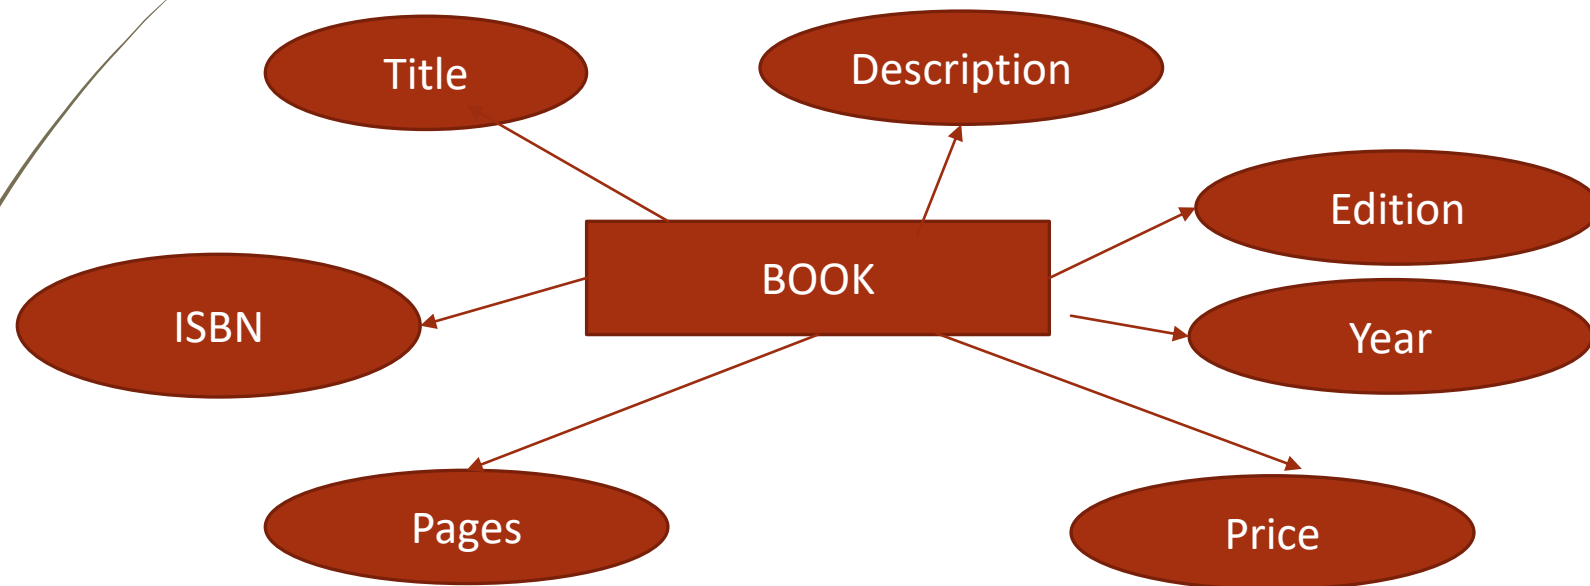 Title
Description
Edition
BOOK
ISBN
Year
Pages
Price